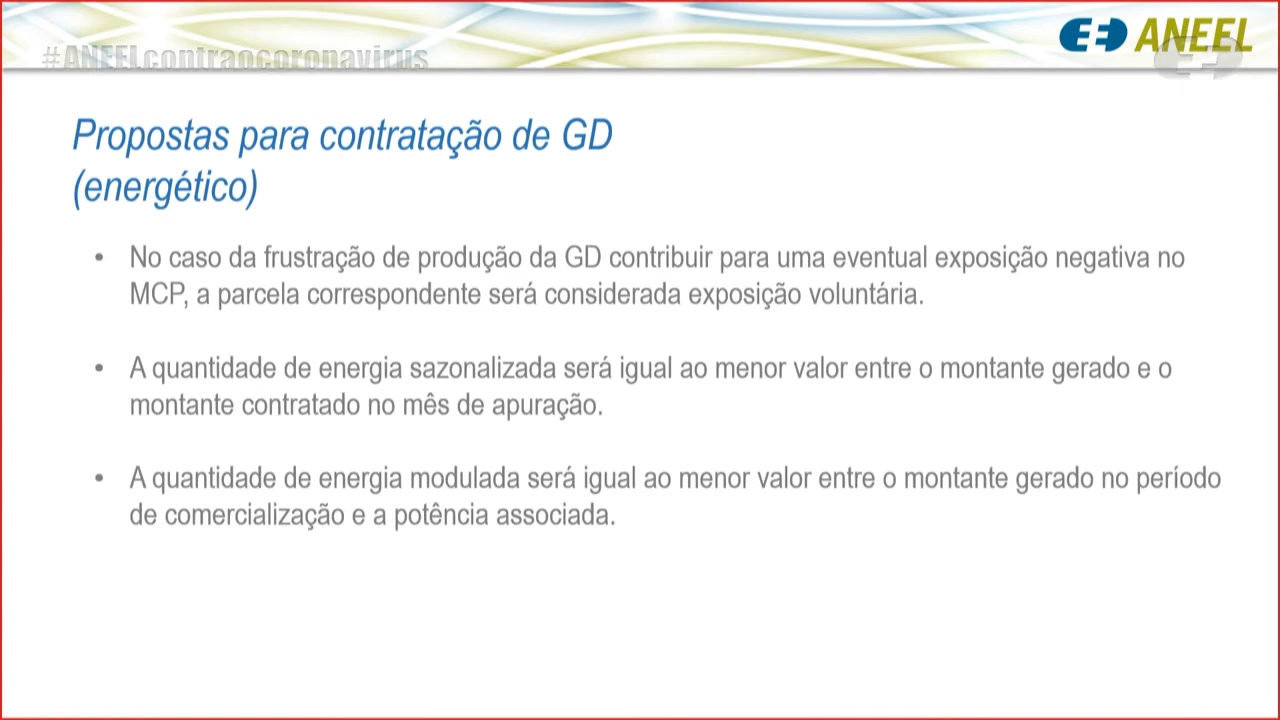 #ANEELcontraocoronavirus
ANEEL
Propostas para contratação de GD
(energético)
• No caso da frustração de produção da GD contribuir para uma eventual exposição negativa no
MCP, a parcela correspondente será considerada exposição voluntária.
• A quantidade de energia sazonalizada será igual ao menor valor entre o montante gerado e o
montante contratado no mês de apuração.
• A quantidade de energia modulada será igual ao menor valor entre o montante gerado no período
de comercialização e a potência associada.